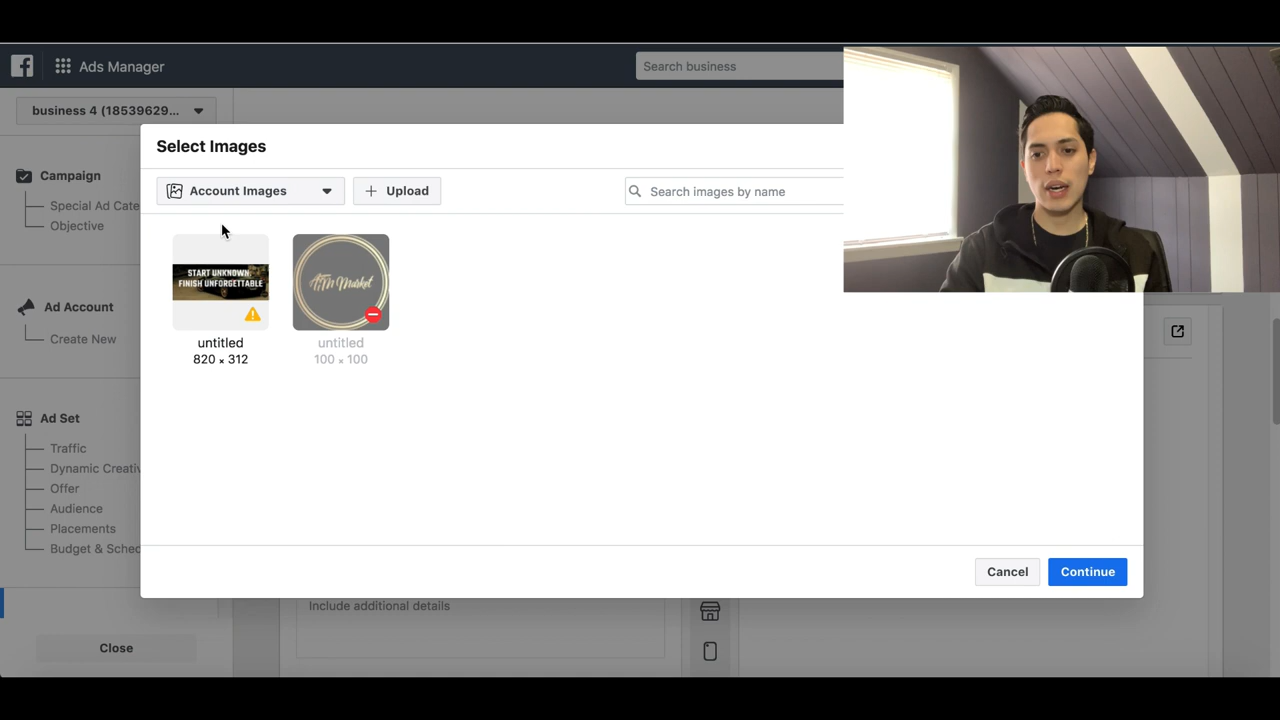 Ads Manager
Search business
business 4 (18539629...
Select Images
Campaign
Account Images
Upload
Search images by name
Special Ad Cate
Objective
START UNKNOWN.
FINISH UNFORGETTABLE
ATM Market
Ad Account
Create New
untitled
820 × 312
untitled
100 × 100
Ad Set
Traffic
Dynamic Creativ
Offer
Audience
Placements
Budget & Sched
Cancel
Continue
Include additional details
Close